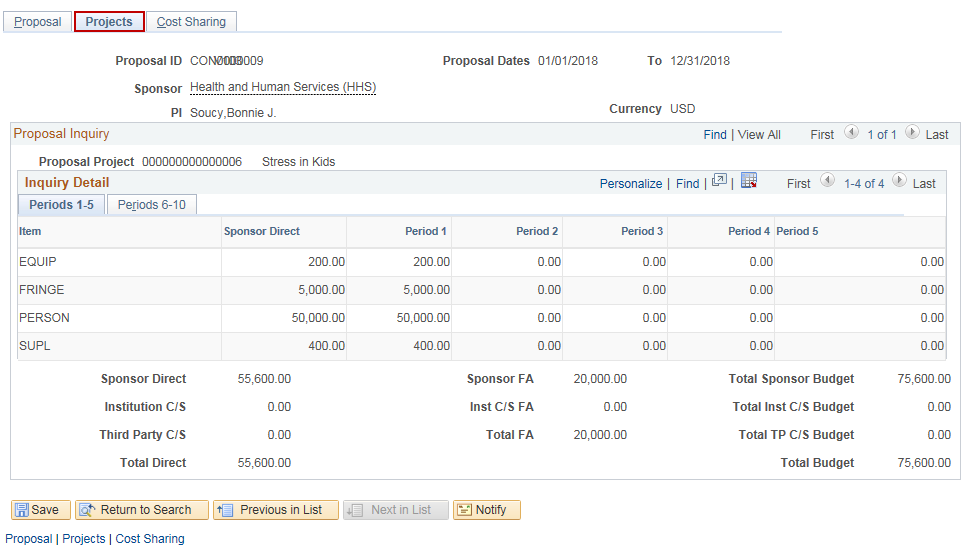 Proposal Projects Cost Sharing
Proposal ID Proposal Dates 01/01/2018 To 12/31/2018
Sponsor Health and Human Services (HHS)
PI Soucy,Bonnie J. Currency USD
Proposal Inquiry Find | View All First 1 of 1 Last
Proposal Project 000000000000006 Stress in Kids
Inquiry Detail Personalize | Find | | First 1-4 of 4 Last
Periods 1-5 Periods 6-10
Item Sponsor Direct Period 1 Period 2 Period 3 Period 4 Period 5
EQUIP 200.00 200.00 0.00 0.00 0.00 0.00
FRINGE 5,000.00 5,000.00 0.00 0.00 0.00 0.00
PERSON 50,000.00 50,000.00 0.00 0.00 0.00 0.00
SUPL 400.00 400.00 0.00 0.00 0.00 0.00
Sponsor Direct 55,600.00 Sponsor FA 20,000.00 Total Sponsor Budget 75,600.00
Institution C/S 0.00 Inst C/S FA 0.00 Total Inst C/S Budget 0.00
Third Party C/S 0.00 Total FA 20,000.00 Total TP C/S Budget 0.00
Total Direct 55,600.00 Total Budget 75,600.00
Save Return to Search Previous in List Next in List Notify
Proposal | Projects | Cost Sharing